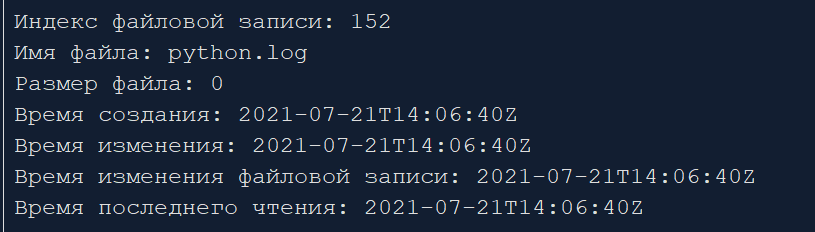 Индекс файловой записи: 152
Имя файла: python.log
Размер файла: 0
Время создания: 2021-07-21T14:06:40Z
Время изменения: 2021-07-21T14:06:40Z
Время изменения файловой записи: 2021-07-21T14:06:40Z
Время последнего чтения: 2021-07-21T14:06:40Z